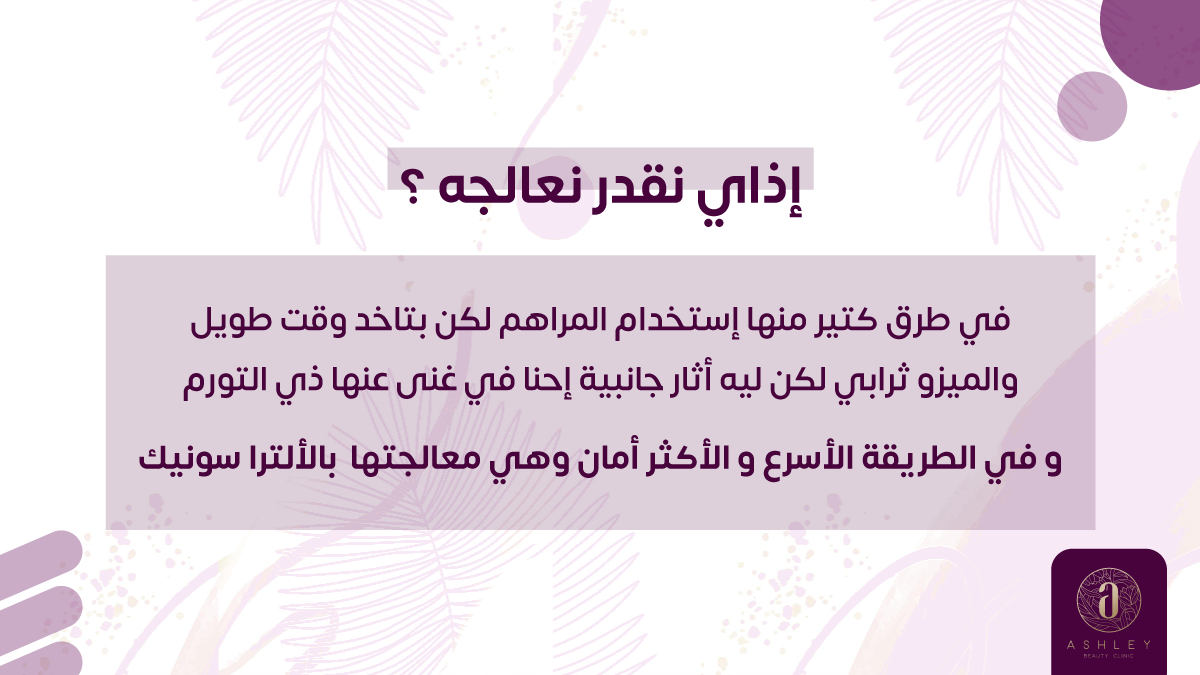 إذاي نقدر نعالجه ؟
في طرق كتير منها إستخدام المراهم لكن بتاخد وقت طويل
والميزو ثرابي لكن ليه أثار جانبية إحنا في غنى عنها ذي التورم
و في الطريقة الأسرع و الأكثر أمان وهي معالجتها بالألترا سونيك
a
ASHLEY
BEAUTY CLINIC